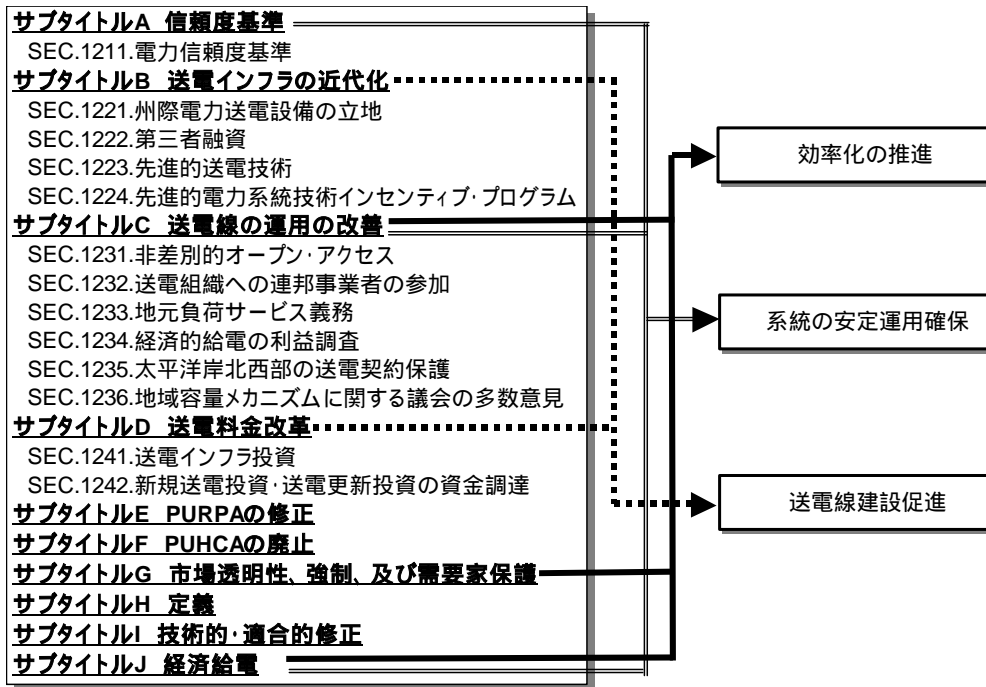 サブタイトルA 信頼度基準
SEC.1211.電力信頼度基準
サブタイトルB 送電インフラの近代化
SEC.1221.州際電力送電設備の立地
SEC.1222.第三者融資
SEC.1223.先進的送電技術
SEC.1224.先進的電力系統技術インセンティブ・プログラム
サブタイトルC 送電線の運用の改善
SEC.1231.非差別的オープン・アクセス
SEC.1232.送電組織への連邦事業者の参加
SEC.1233.地元負荷サービス義務
SEC.1234.経済的給電の利益調査
SEC.1235.太平洋岸北西部の送電契約保護
SEC.1236.地域容量メカニズムに関する議会の多数意見
サブタイトルD 送電料金改革
SEC.1241.送電インフラ投資
SEC.1242.新規送電投資・送電更新投資の資金調達
サブタイトルE PURPAの修正
サブタイトルF PUHCAの廃止
サブタイトルG 市場透明性、強制、及び需要家保護
サブタイトルH 定義
サブタイトルI 技術的・適合的修正
サブタイトルJ 経済給電
効率化の推進
系統の安定運用確保
送電線建設促進